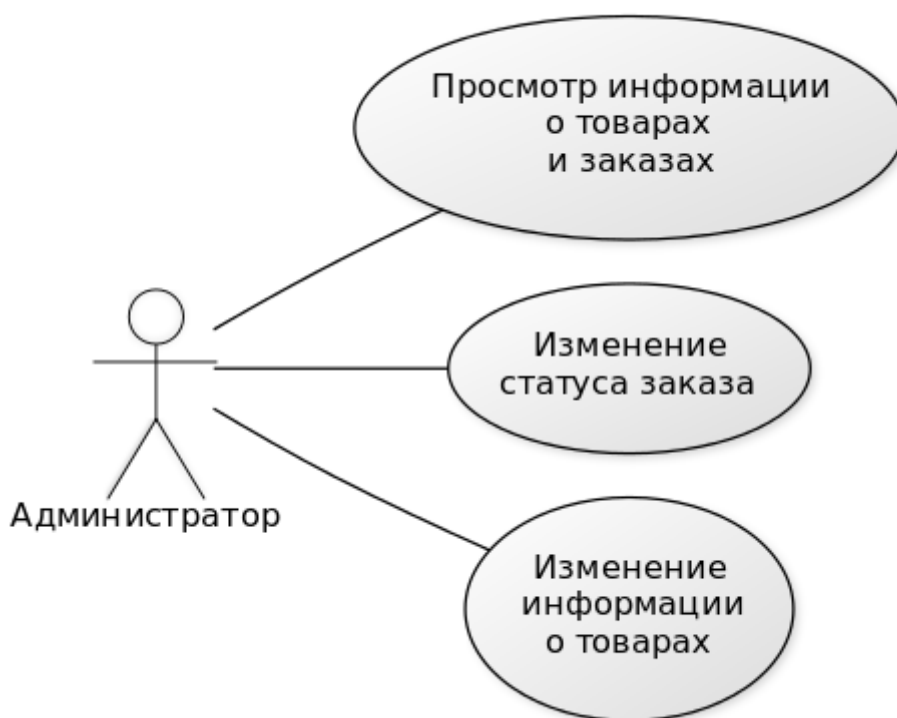 Просмотр информации
о товарах
и заказах
Изменение
статуса заказа
Администратор
Изменение
информации
о товарах